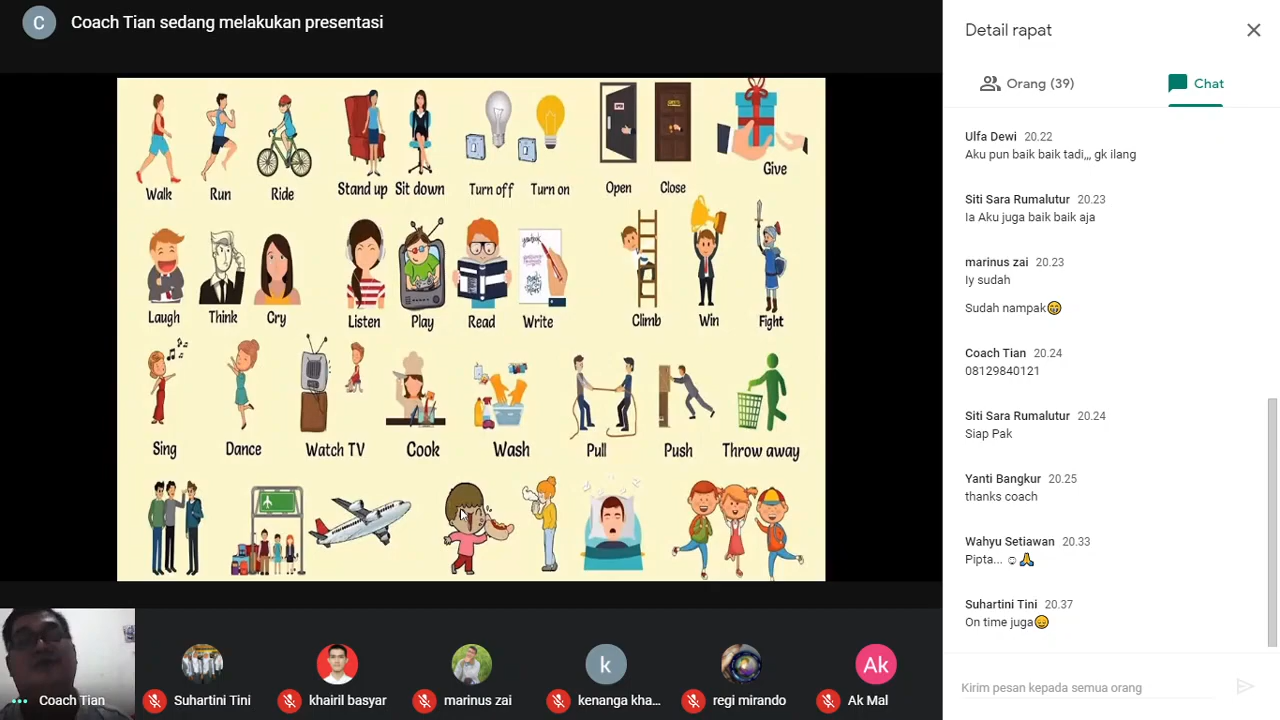 C
Coach Tian sedang melakukan presentasi
Walk Run Ride Stand up Sit down Turn off Turn on Open Close Give
Laugh Think Cry Listen Play Read Write Climb Win Fight
Sing Dance Watch TV Cook Wash Pull Push Throw away
Coach Tian
Suhartini Tini
khairil basyar
marinus zai
k
kenanga kha...
regi mirando
Ak
Ak Mal
Detail rapat
Orang (39)
Chat
Ulfa Dewi 20.22
Aku pun baik baik tadi,,, gk ilang
Siti Sara Rumalutur 20.23
Ia Aku juga baik baik aja
marinus zai 20.23
Iy sudah
Sudah nampak😁
Coach Tian 20.24
08129840121
Siti Sara Rumalutur 20.24
Siap Pak
Yanti Bangkur 20.25
thanks coach
Wahyu Setiawan 20.33
Pipta... ☺🙏
Suhartini Tini 20.37
On time juga😑
Kirim pesan kepada semua orang